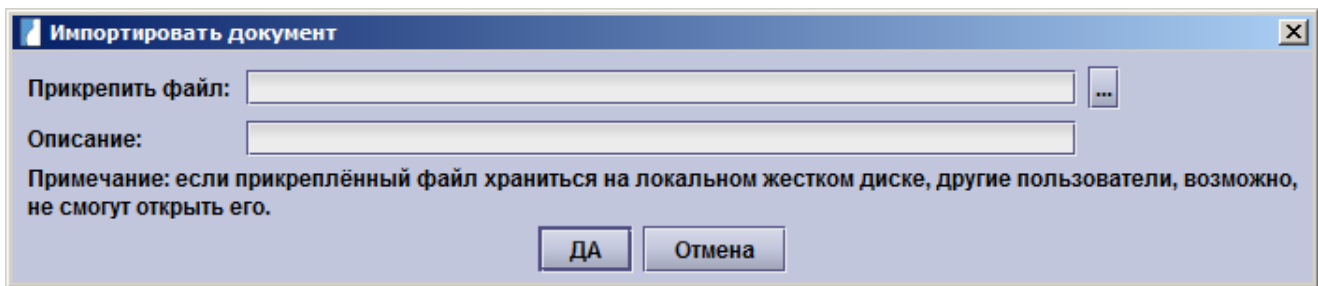 Импортировать документ
Прикрепить файл: ...
Описание:
Примечание: если прикреплённый файл храниться на локальном жестком диске, другие пользователи, возможно,
не смогут открыть его.
ДА Отмена